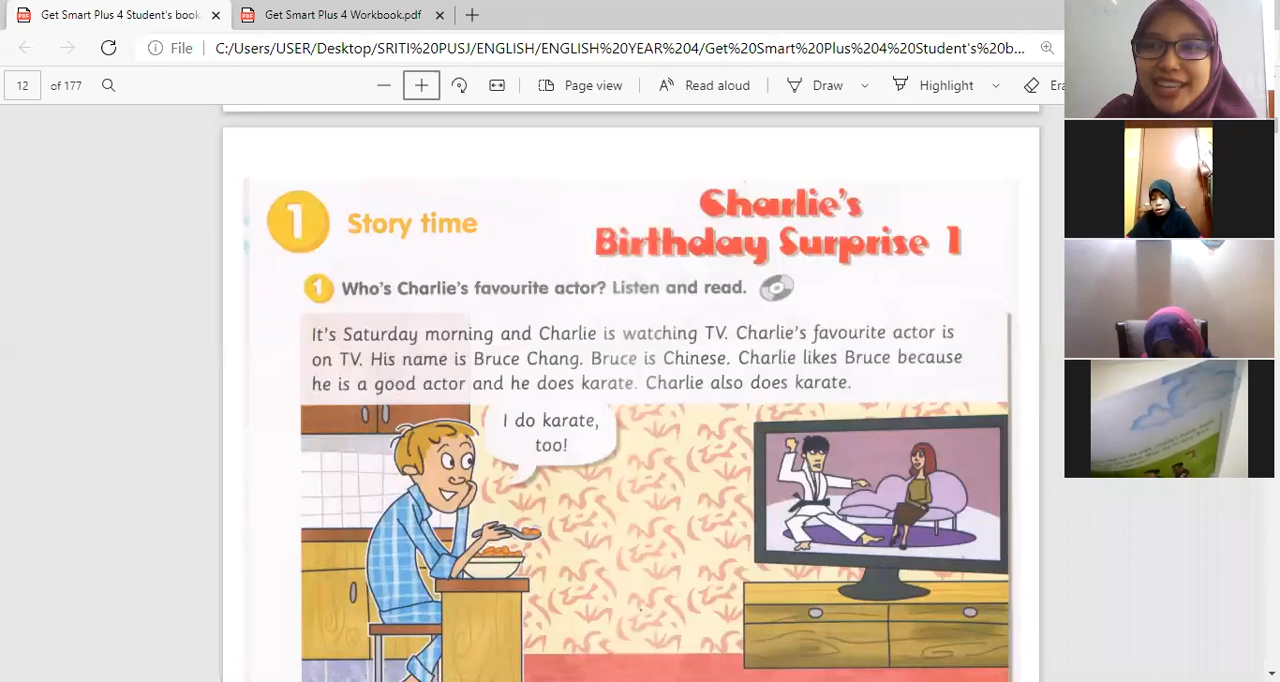 Get Smart Plus 4 Student's book
Get Smart Plus 4 Workbook.pdf
File
C:/Users/USER/Desktop/SRITI%20PUSJ/ENGLISH/ENGLISH%20YEAR%204/Get%20Smart%20Plus%204%20Student's%20b...
12 of 177
Page view
Read aloud
Draw
Highlight
Era
1 Story time
Charlie's
Birthday Surprise 1
1 Who's Charlie's favourite actor? Listen and read.
It's Saturday morning and Charlie is watching TV. Charlie's favourite actor is
on TV. His name is Bruce Chang. Bruce is Chinese. Charlie likes Bruce because
he is a good actor and he does karate. Charlie also does karate.
I do karate,
too!